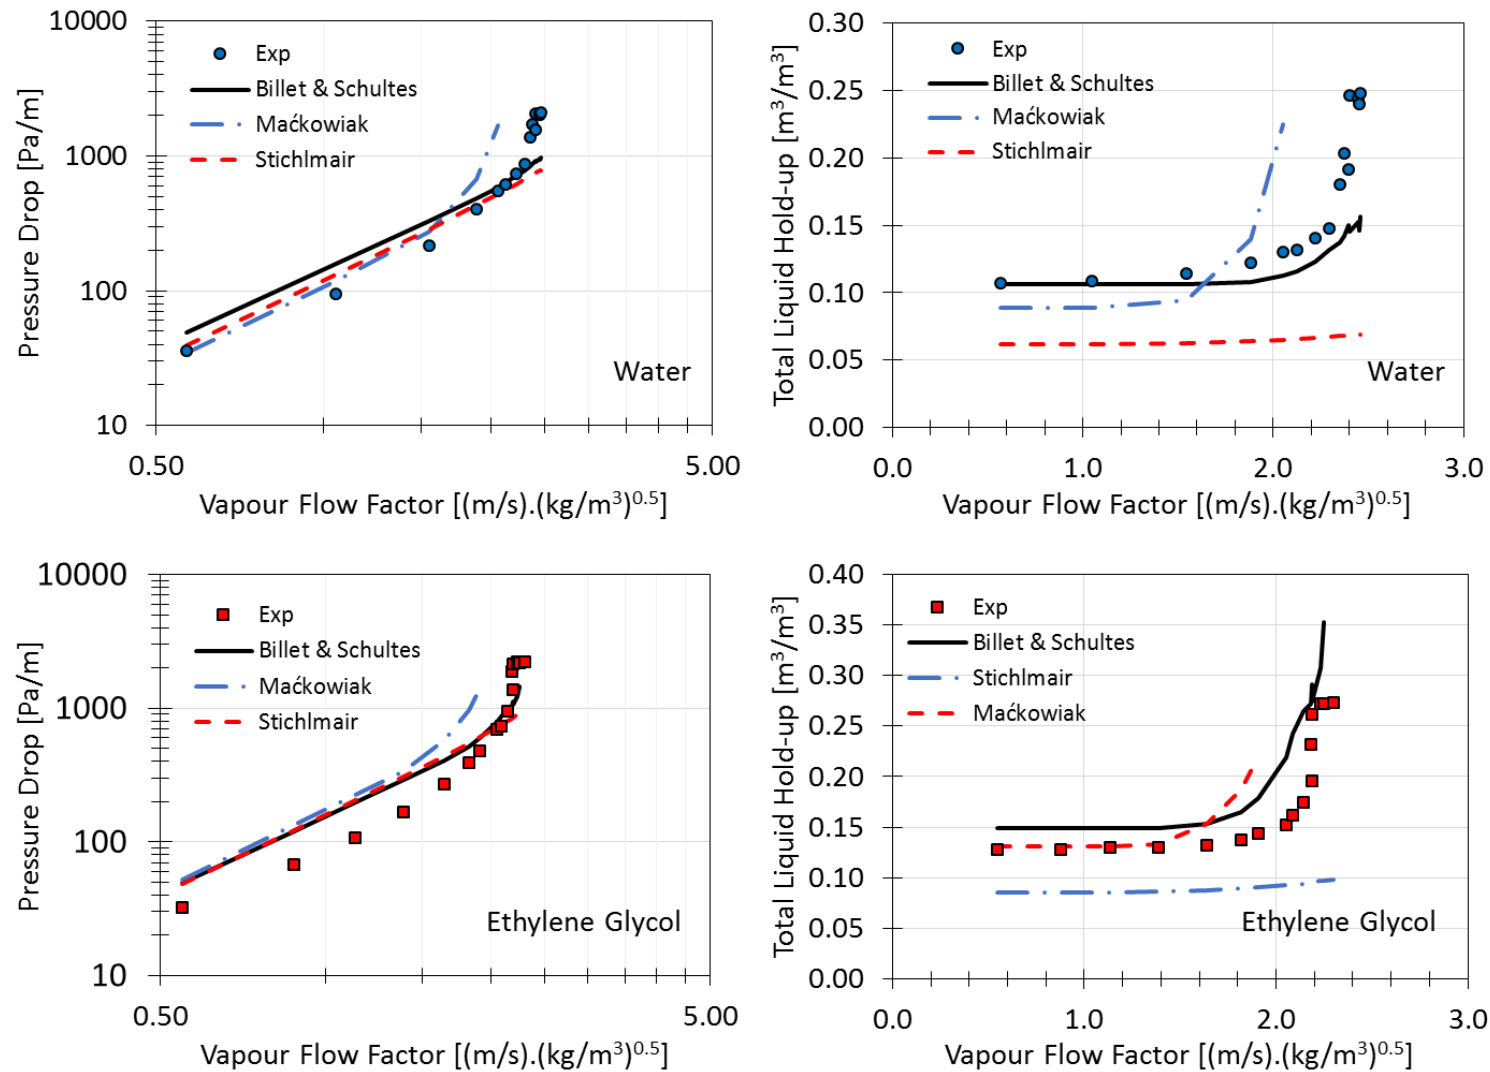 10000
1000
100
10
Pressure Drop [Pa/m]
Exp
Billet & Schultes
Maćkowiak
Stichlmair
Water
0.50
5.00
Vapour Flow Factor [(m/s).(kg/m³)⁰·⁵]
0.30
0.25
0.20
0.15
0.10
0.05
0.00
Total Liquid Hold-up [m³/m³]
Exp
Billet & Schultes
Maćkowiak
Stichlmair
Water
0.0
1.0
2.0
3.0
Vapour Flow Factor [(m/s).(kg/m³)⁰·⁵]
10000
1000
100
10
Pressure Drop [Pa/m]
Exp
Billet & Schultes
Maćkowiak
Stichlmair
Ethylene Glycol
0.50
5.00
Vapour Flow Factor [(m/s).(kg/m³)⁰·⁵]
0.40
0.35
0.30
0.25
0.20
0.15
0.10
0.05
0.00
Total Liquid Hold-up [m³/m³]
Exp
Billet & Schultes
Stichlmair
Maćkowiak
Ethylene Glycol
0.0
1.0
2.0
3.0
Vapour Flow Factor [(m/s).(kg/m³)⁰·⁵]